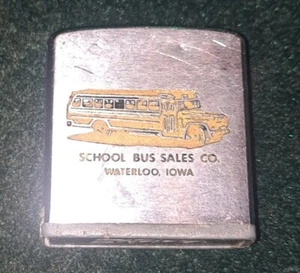 SCHOOL BUS SALES CO.
WATERLOO, IOWA